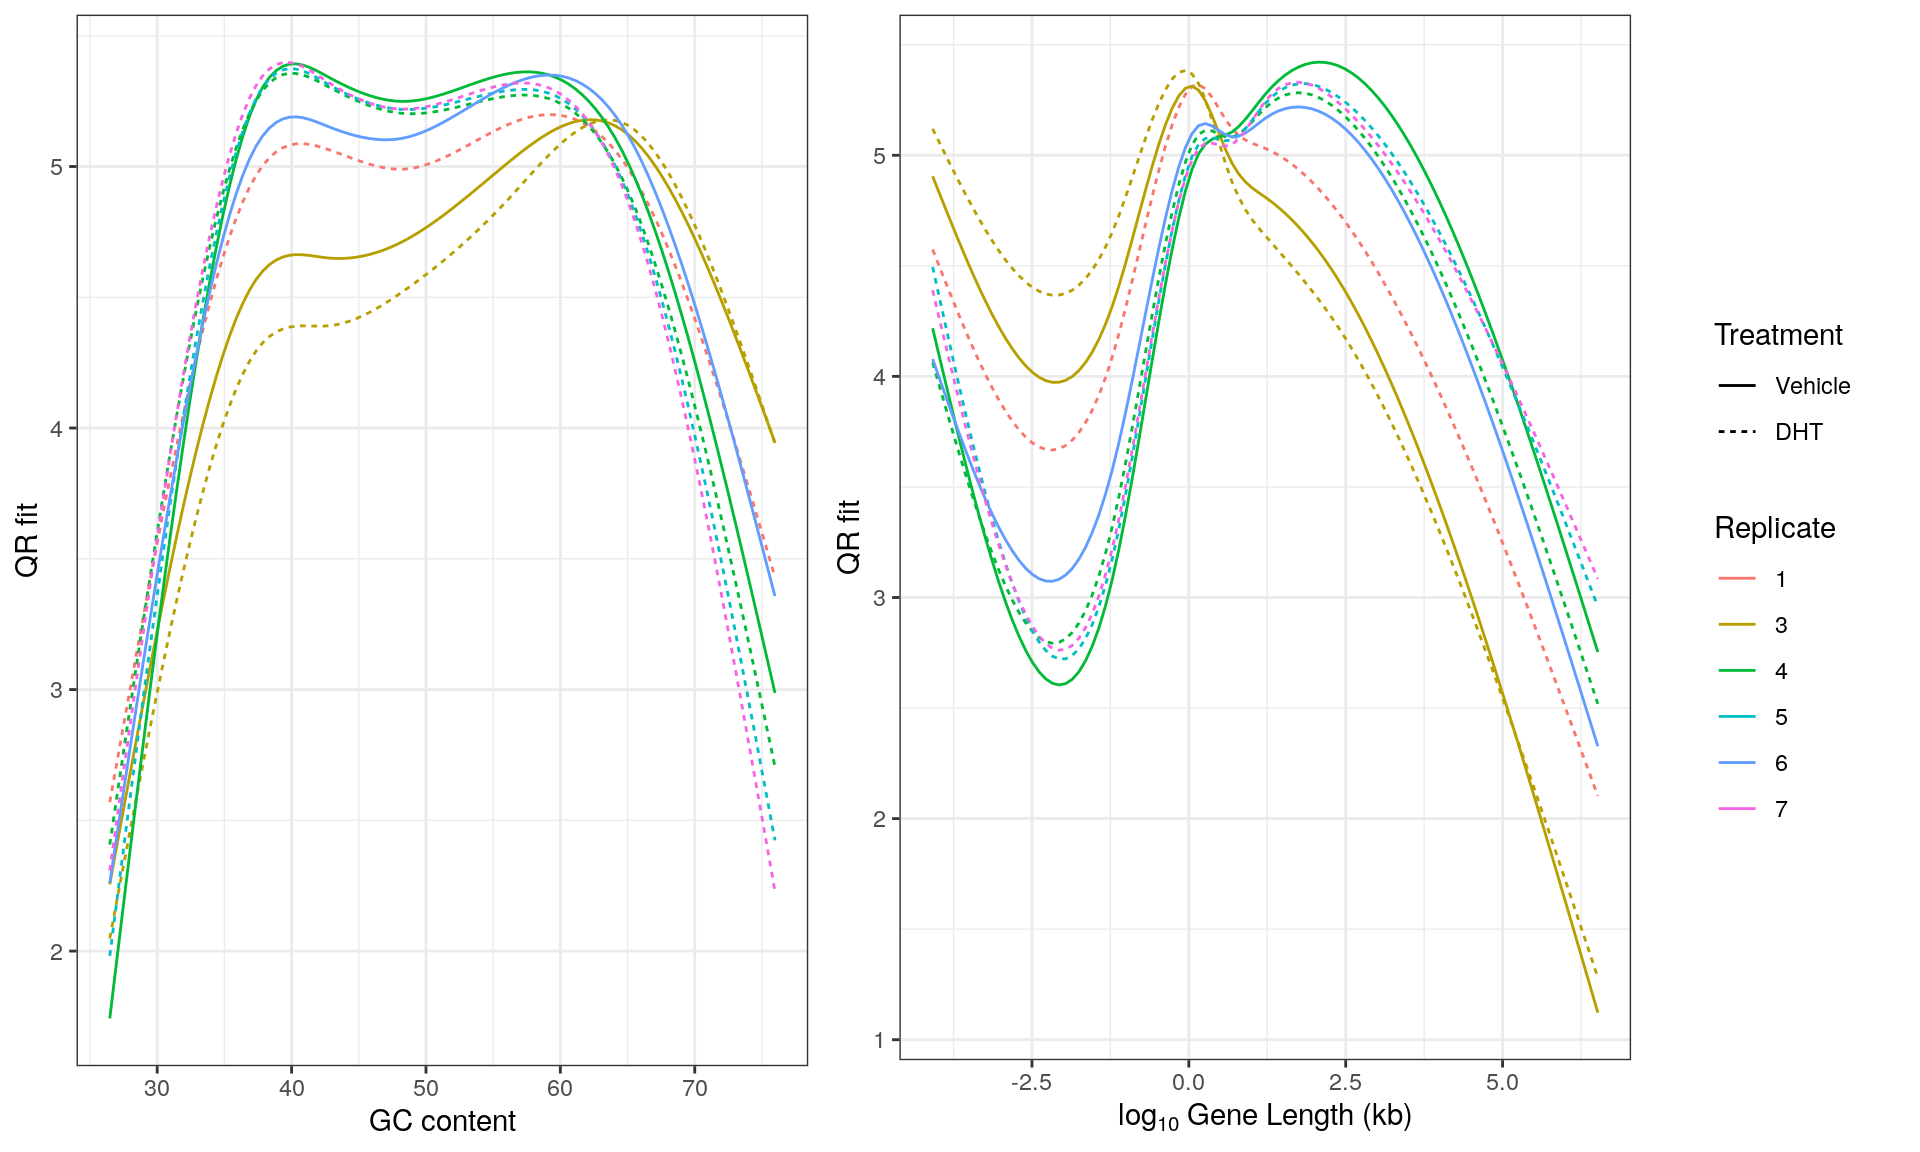 QR fit
5
4
3
2
30 40 50 60 70
GC content
QR fit
5
4
3
2
1
-2.5 0.0 2.5 5.0
log₁₀ Gene Length (kb)
Treatment
Vehicle
DHT
Replicate
1
3
4
5
6
7